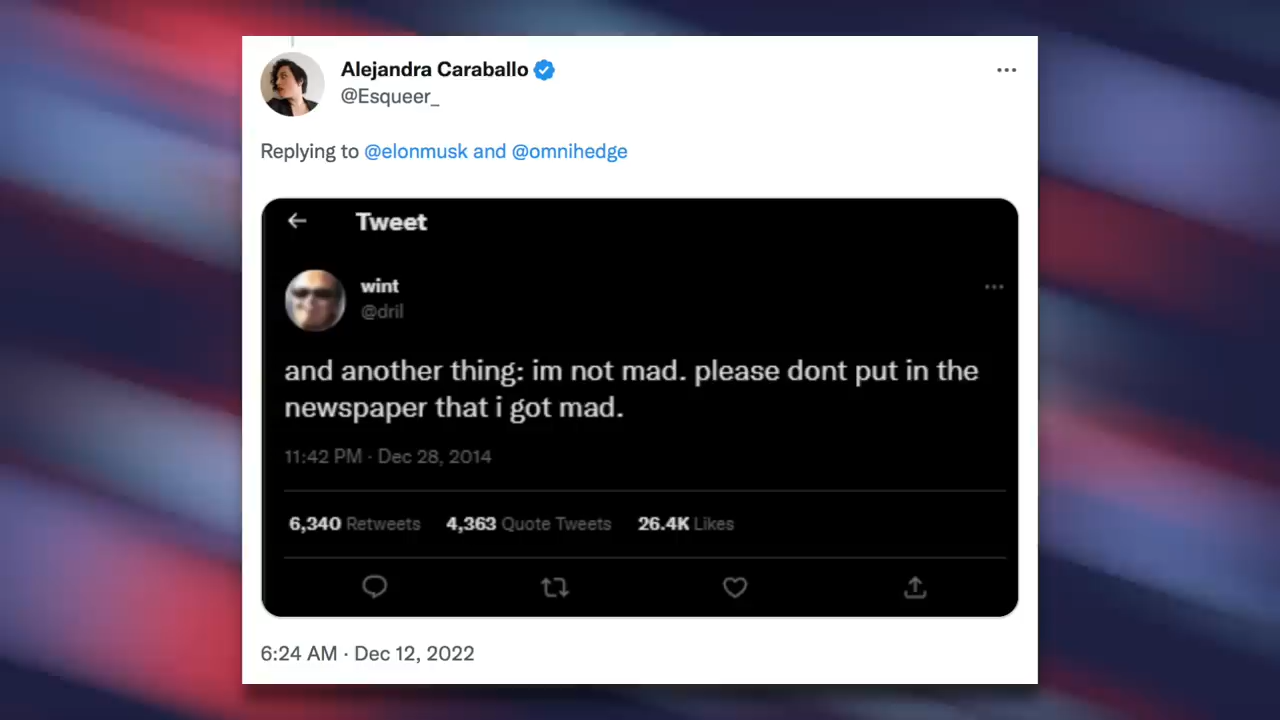 Alejandra Caraballo
@Esqueer_
Replying to @elonmusk and @omnihedge
Tweet
wint
@dril
and another thing: im not mad. please dont put in the
newspaper that i got mad.
11:42 PM · Dec 28, 2014
6,340 Retweets 4,363 Quote Tweets 26.4K Likes
6:24 AM · Dec 12, 2022